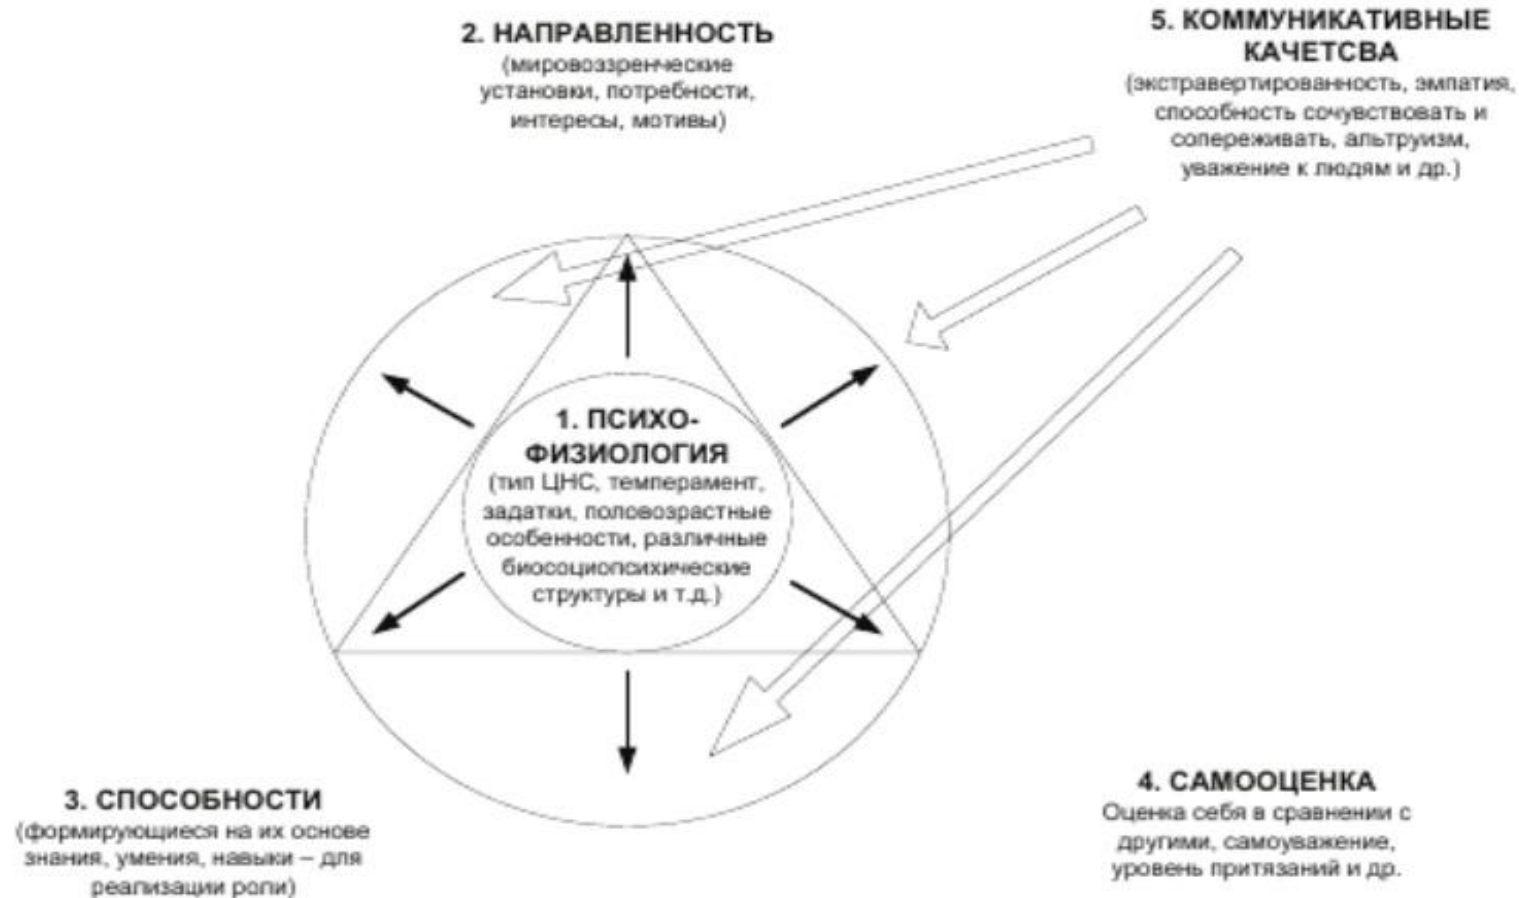 2. НАПРАВЛЕННОСТЬ
(мировоззренческие
установки, потребности,
интересы, мотивы)
5. КОММУНИКАТИВНЫЕ
КАЧЕТСВА
(экстравертированность, эмпатия,
способность сочувствовать и
сопереживать, альтруизм,
уважение к людям и др.)
1. ПСИХО-
ФИЗИОЛОГИЯ
(тип ЦНС, темперамент,
задатки, половозрастные
особенности, различные
биосоциопсихические
структуры и т.д.)
3. СПОСОБНОСТИ
(формирующиеся на их основе
знания, умения, навыки – для
реализации роли)
4. САМООЦЕНКА
Оценка себя в сравнении с
другими, самоуважение,
уровень притязаний и др.